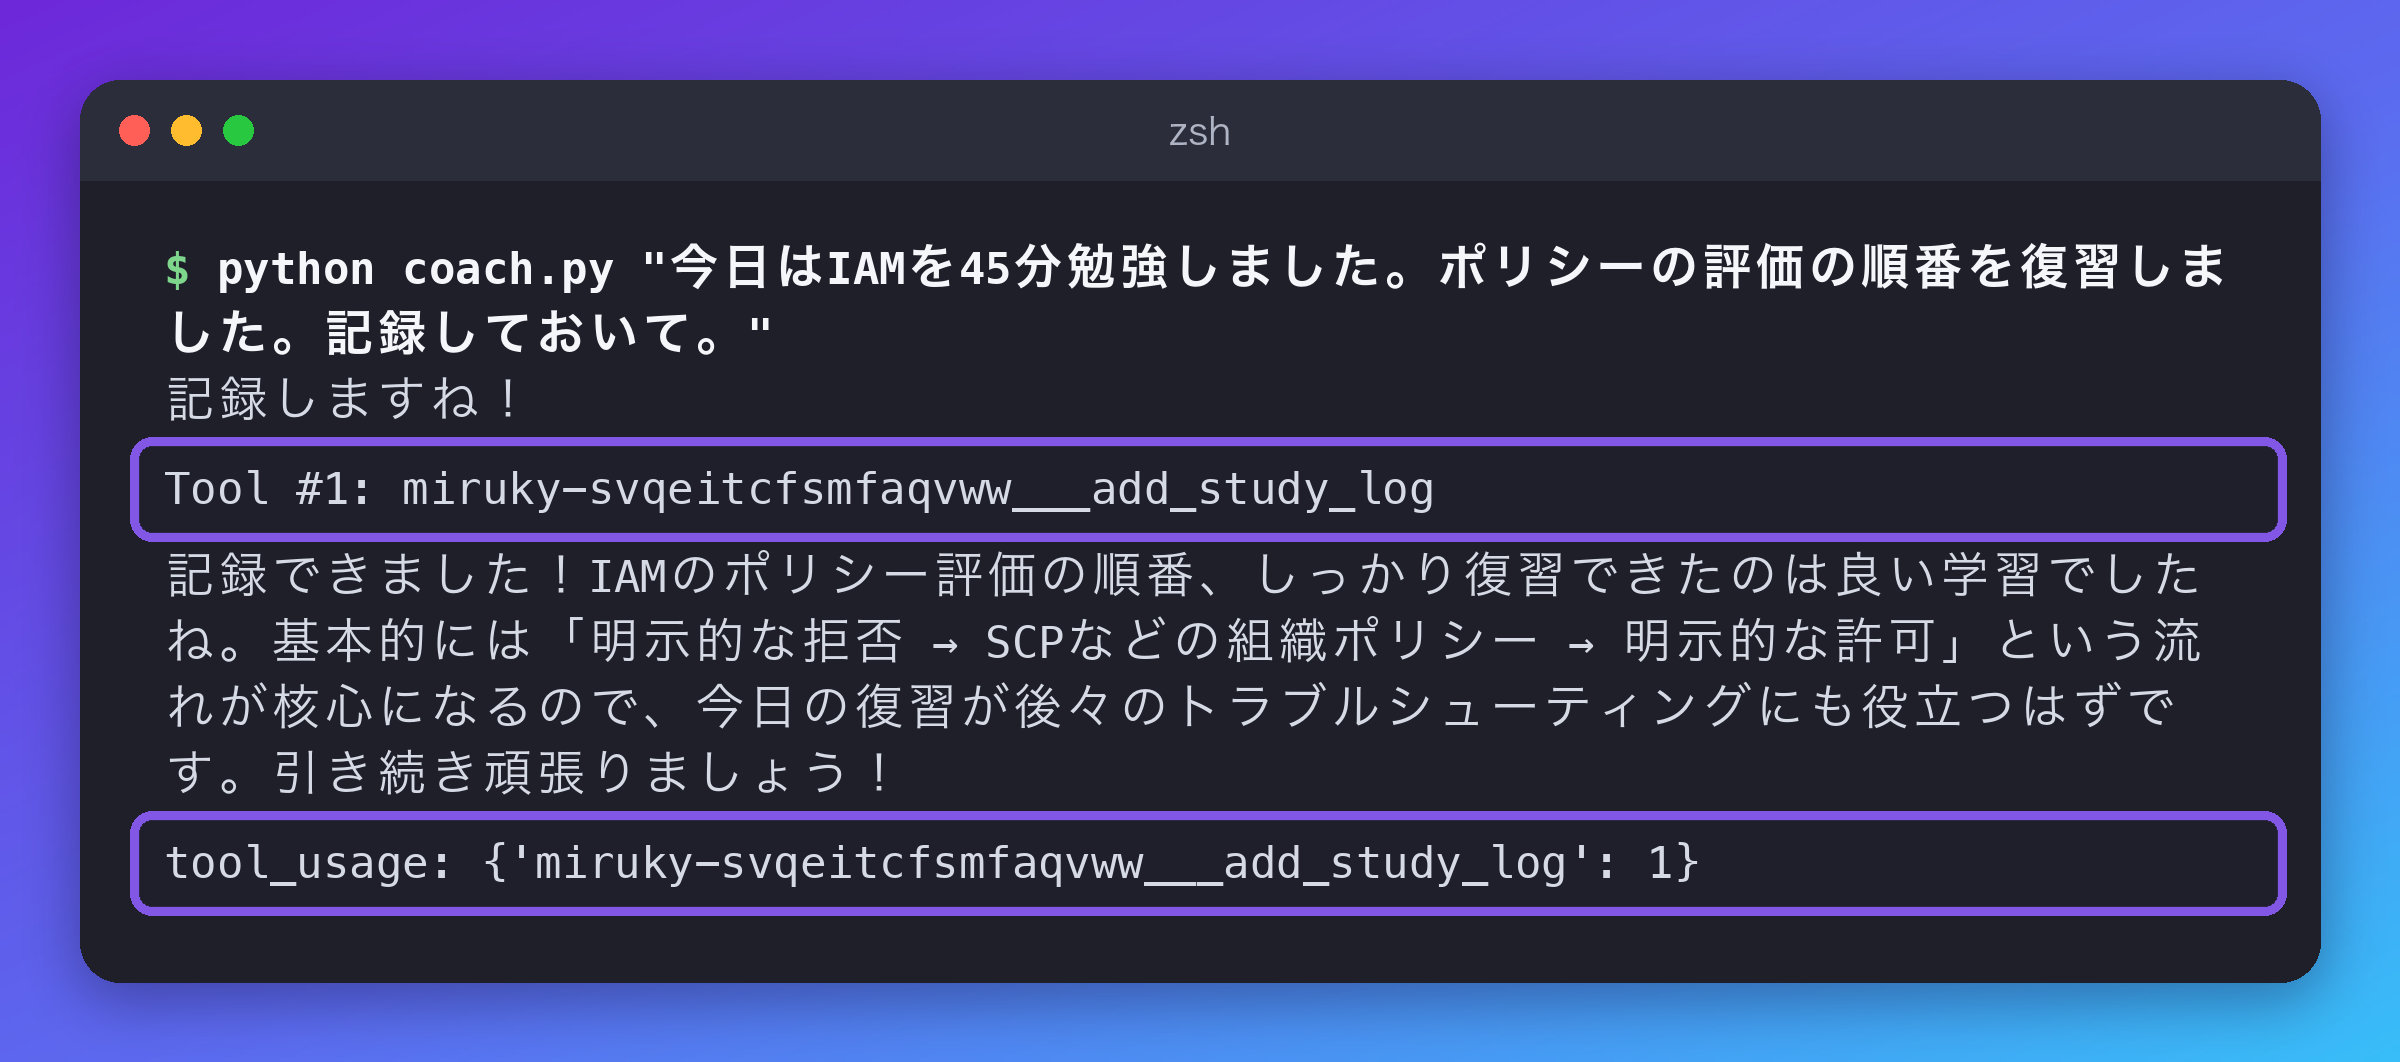 zsh
$ python coach.py "今日はIAMを45分勉強しました。ポリシーの評価の順番を復習しま
した。記録しておいて。"
記録しますね！
Tool #1: miruky-svqeitcfsmfaqvww___add_study_log
記録できました！IAMのポリシー評価の順番、しっかり復習できたのは良い学習でした
ね。基本的には「明示的な拒否 → SCPなどの組織ポリシー → 明示的な許可」という流
れが核心になるので、今日の復習が後々のトラブルシューティングにも役立つはずで
す。引き続き頑張りましょう！
tool_usage: {'miruky-svqeitcfsmfaqvww___add_study_log': 1}